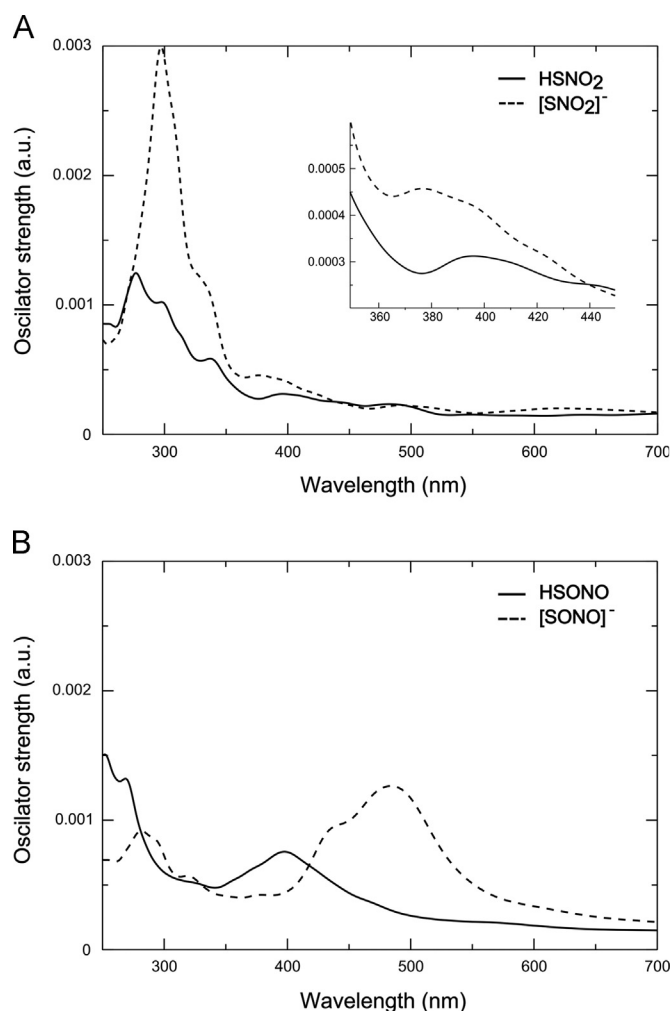 A
0.003
0.002
0.001
0
Oscilator strength (a.u.)
HSNO₂
[SNO₂]⁻
0.0005
0.0004
0.0003
360 380 400 420 440
300 400 500 600 700
Wavelength (nm)
B
0.003
0.002
0.001
0
Oscilator strength (a.u.)
HSONO
[SONO]⁻
300 400 500 600 700
Wavelength (nm)